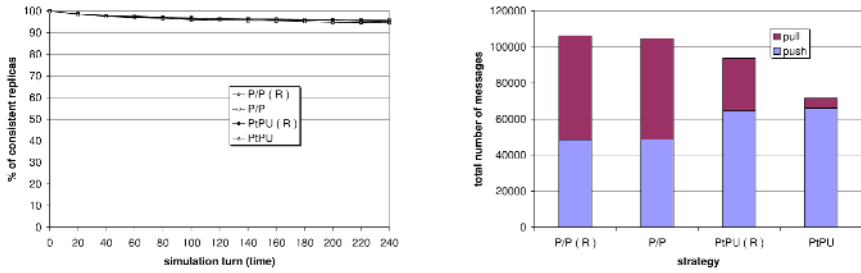 100
90
80
70
60
50
40
30
20
10
0
% of consistent replicas
P/P ( R )
P/P
PtPU ( R )
PtPU
0 20 40 60 80 100 120 140 160 180 200 220 240
simulation turn (time)
120000
100000
80000
60000
40000
20000
0
total number of messages
pull
push
P/P ( R ) P/P PtPU ( R ) PtPU
strategy